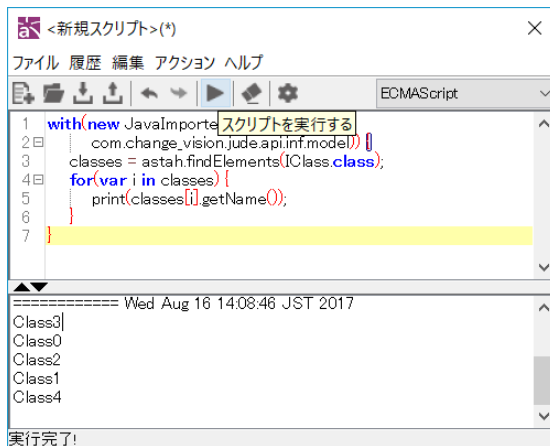 <新規スクリプト>(*)
ファイル 履歴 編集 アクション ヘルプ
ECMAScript
スクリプトを実行する
1 with(new JavaImporte
2 com.change_vision.jude.api.inf.model)) {
3 classes = astah.findElements(IClass.class);
4 for(var i in classes) {
5 print(classes[i].getName());
6 }
7 }
============ Wed Aug 16 14:08:46 JST 2017
Class3
Class0
Class2
Class1
Class4
実行完了!